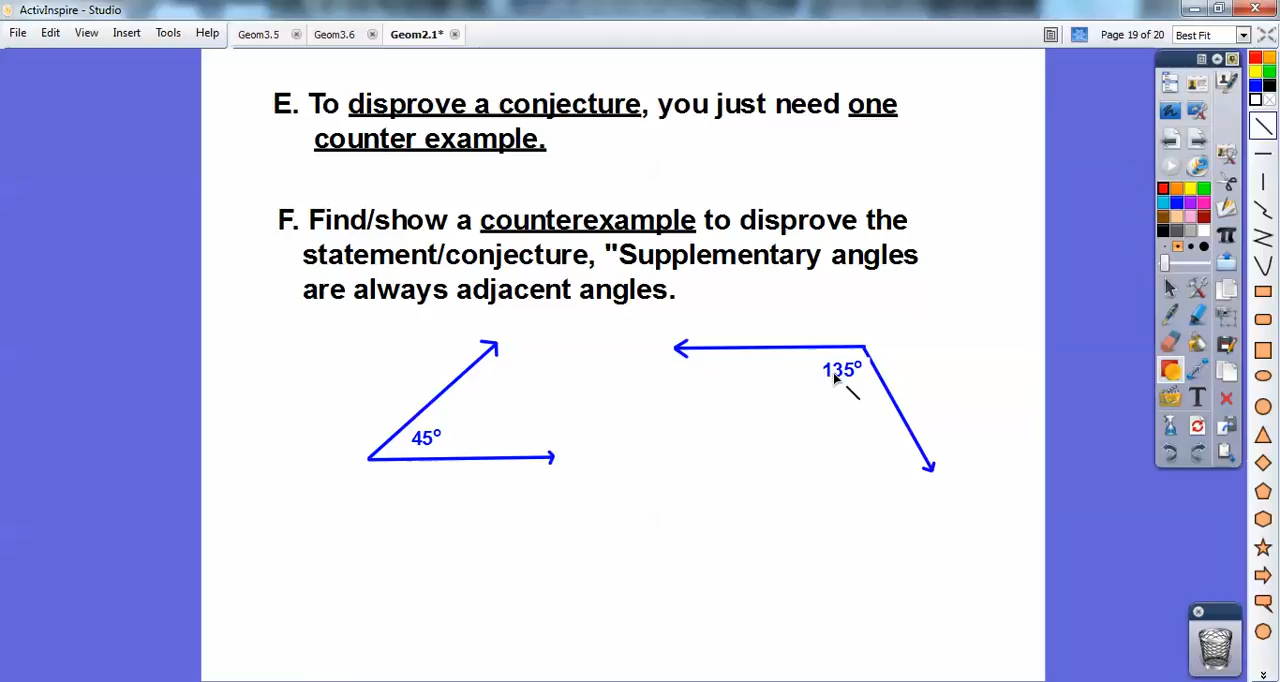 ActivInspire - Studio
File Edit View Insert Tools Help Geom3.5 Geom3.6 Geom2.1* Page 19 of 20 Best Fit
E. To disprove a conjecture, you just need one
counter example.
F. Find/show a counterexample to disprove the
statement/conjecture, "Supplementary angles
are always adjacent angles.
135°
45°